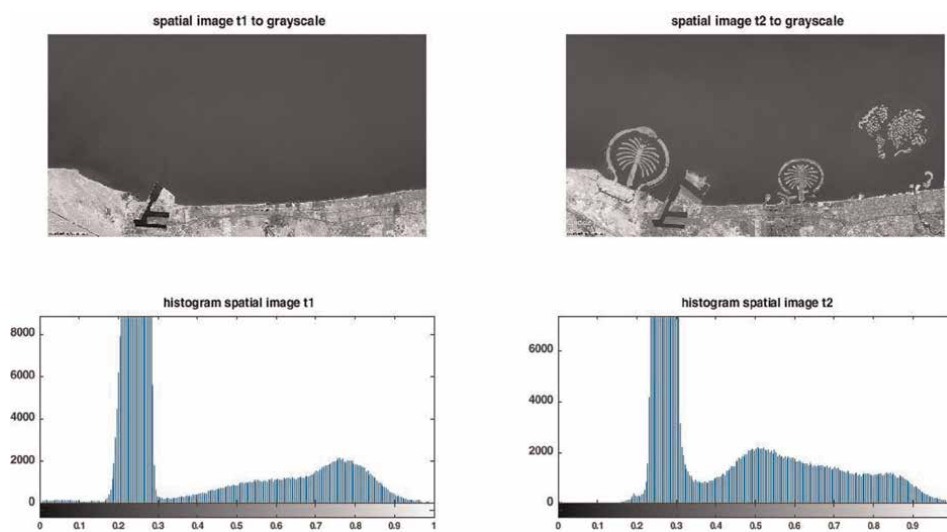 spatial image t1 to grayscale
spatial image t2 to grayscale
histogram spatial image t1
8000
6000
4000
2000
0
0 0.1 0.2 0.3 0.4 0.5 0.6 0.7 0.8 0.9 1
histogram spatial image t2
6000
4000
2000
0
0 0.1 0.2 0.3 0.4 0.5 0.6 0.7 0.8 0.9